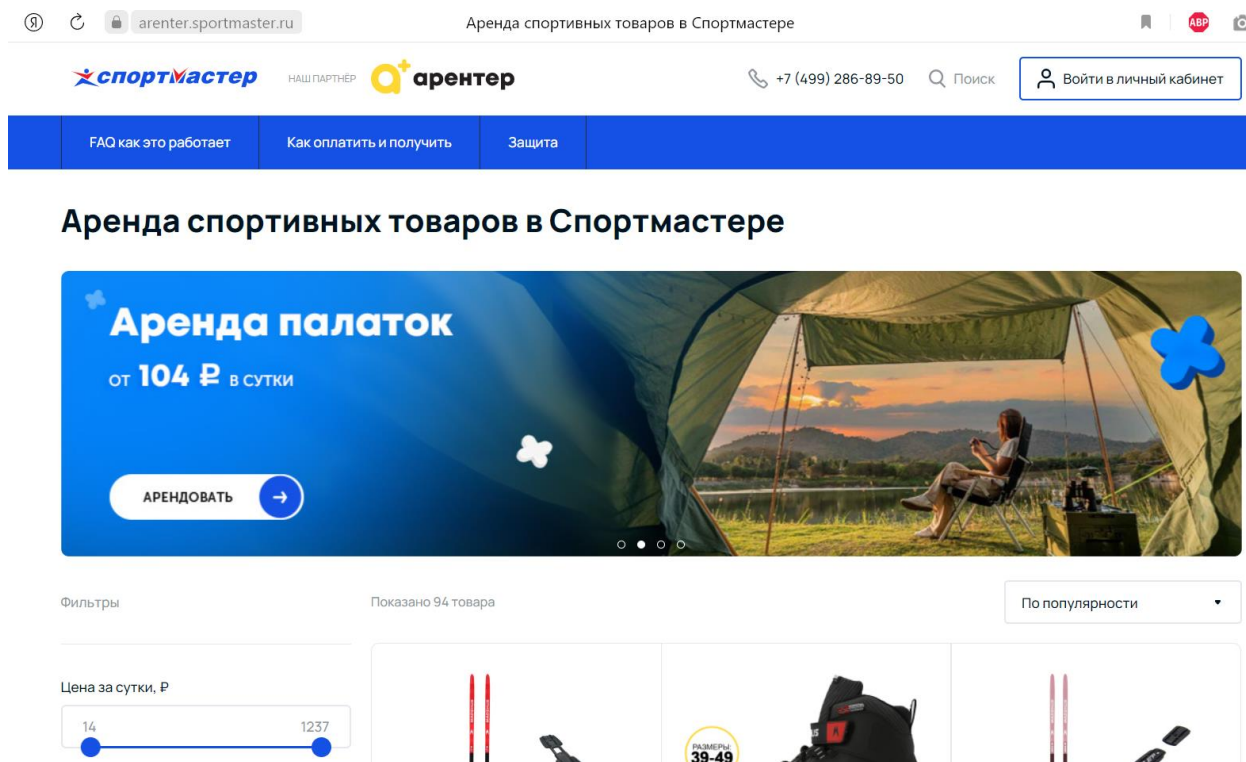 Я
arenter.sportmaster.ru
Аренда спортивных товаров в Спортмастере
ABP
спортмастер
НАШ ПАРТНЁР
арентер
+7 (499) 286-89-50
Поиск
Войти в личный кабинет
FAQ как это работает
Как оплатить и получить
Защита
Аренда спортивных товаров в Спортмастере
Аренда палаток
от 104 ₽ в сутки
АРЕНДОВАТЬ
Фильтры
Показано 94 товара
По популярности
Цена за сутки, ₽
14
1237
РАЗМЕРЫ:
39-49